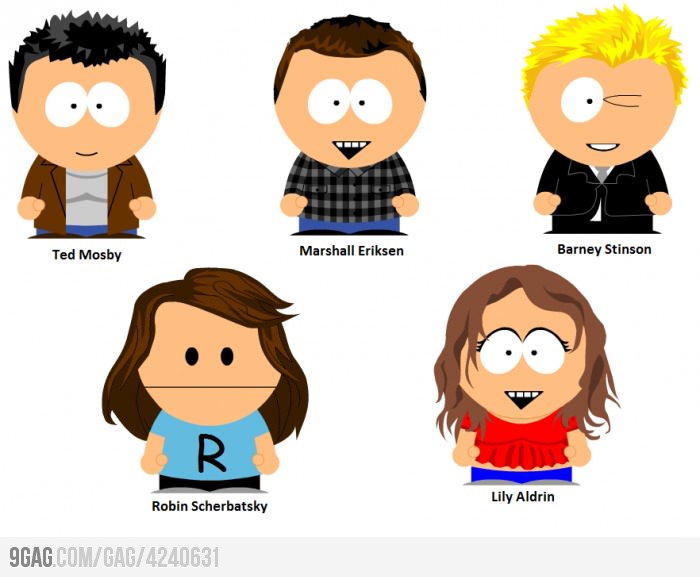 Ted Mosby
Marshall Eriksen
Barney Stinson
R
Robin Scherbatsky
Lily Aldrin
9GAG.COM/GAG/4240631